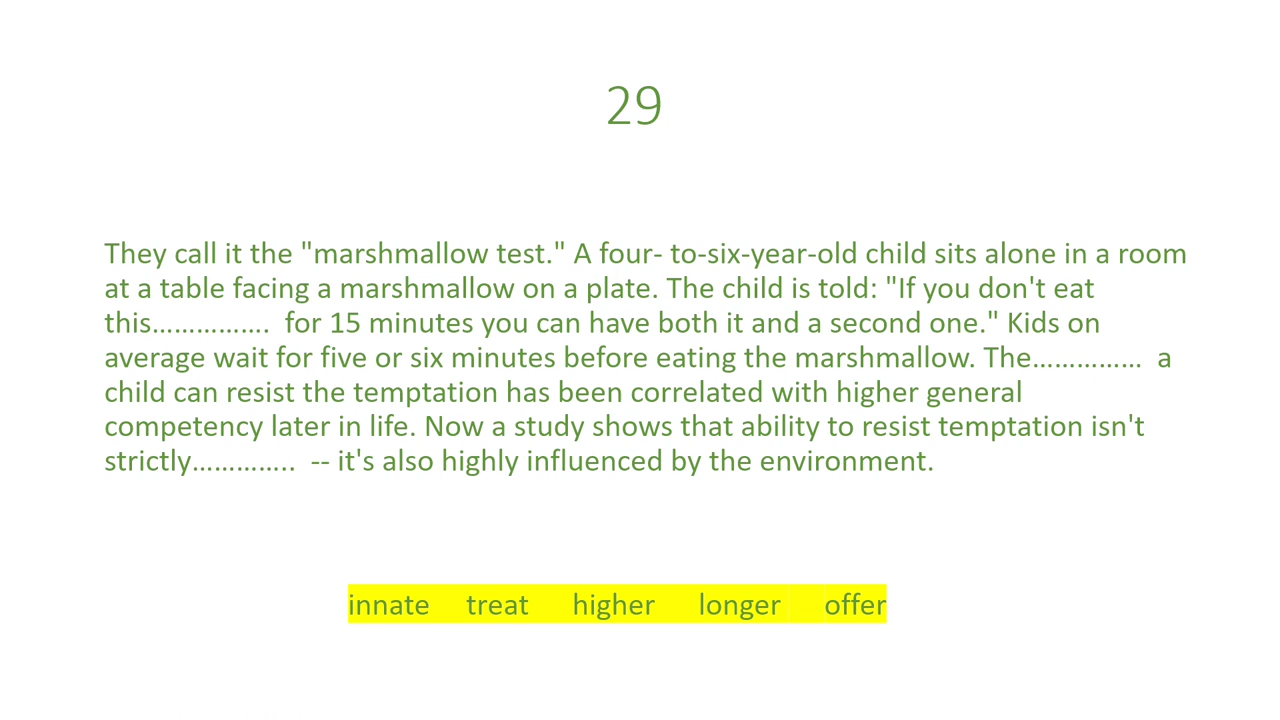 29
They call it the "marshmallow test." A four- to-six-year-old child sits alone in a room
at a table facing a marshmallow on a plate. The child is told: "If you don't eat
this……………. for 15 minutes you can have both it and a second one." Kids on
average wait for five or six minutes before eating the marshmallow. The…………… a
child can resist the temptation has been correlated with higher general
competency later in life. Now a study shows that ability to resist temptation isn't
strictly………….. -- it's also highly influenced by the environment.
innate treat higher longer offer